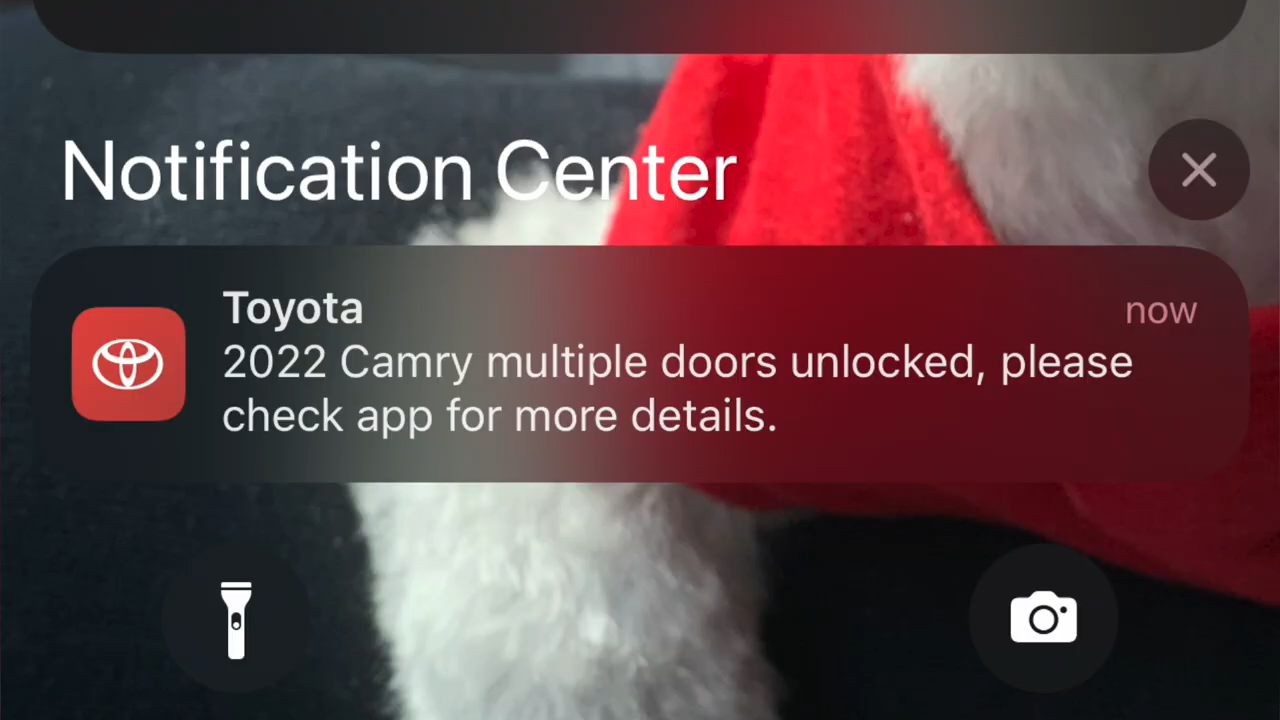 Notification Center
Toyota
now
2022 Camry multiple doors unlocked, please
check app for more details.